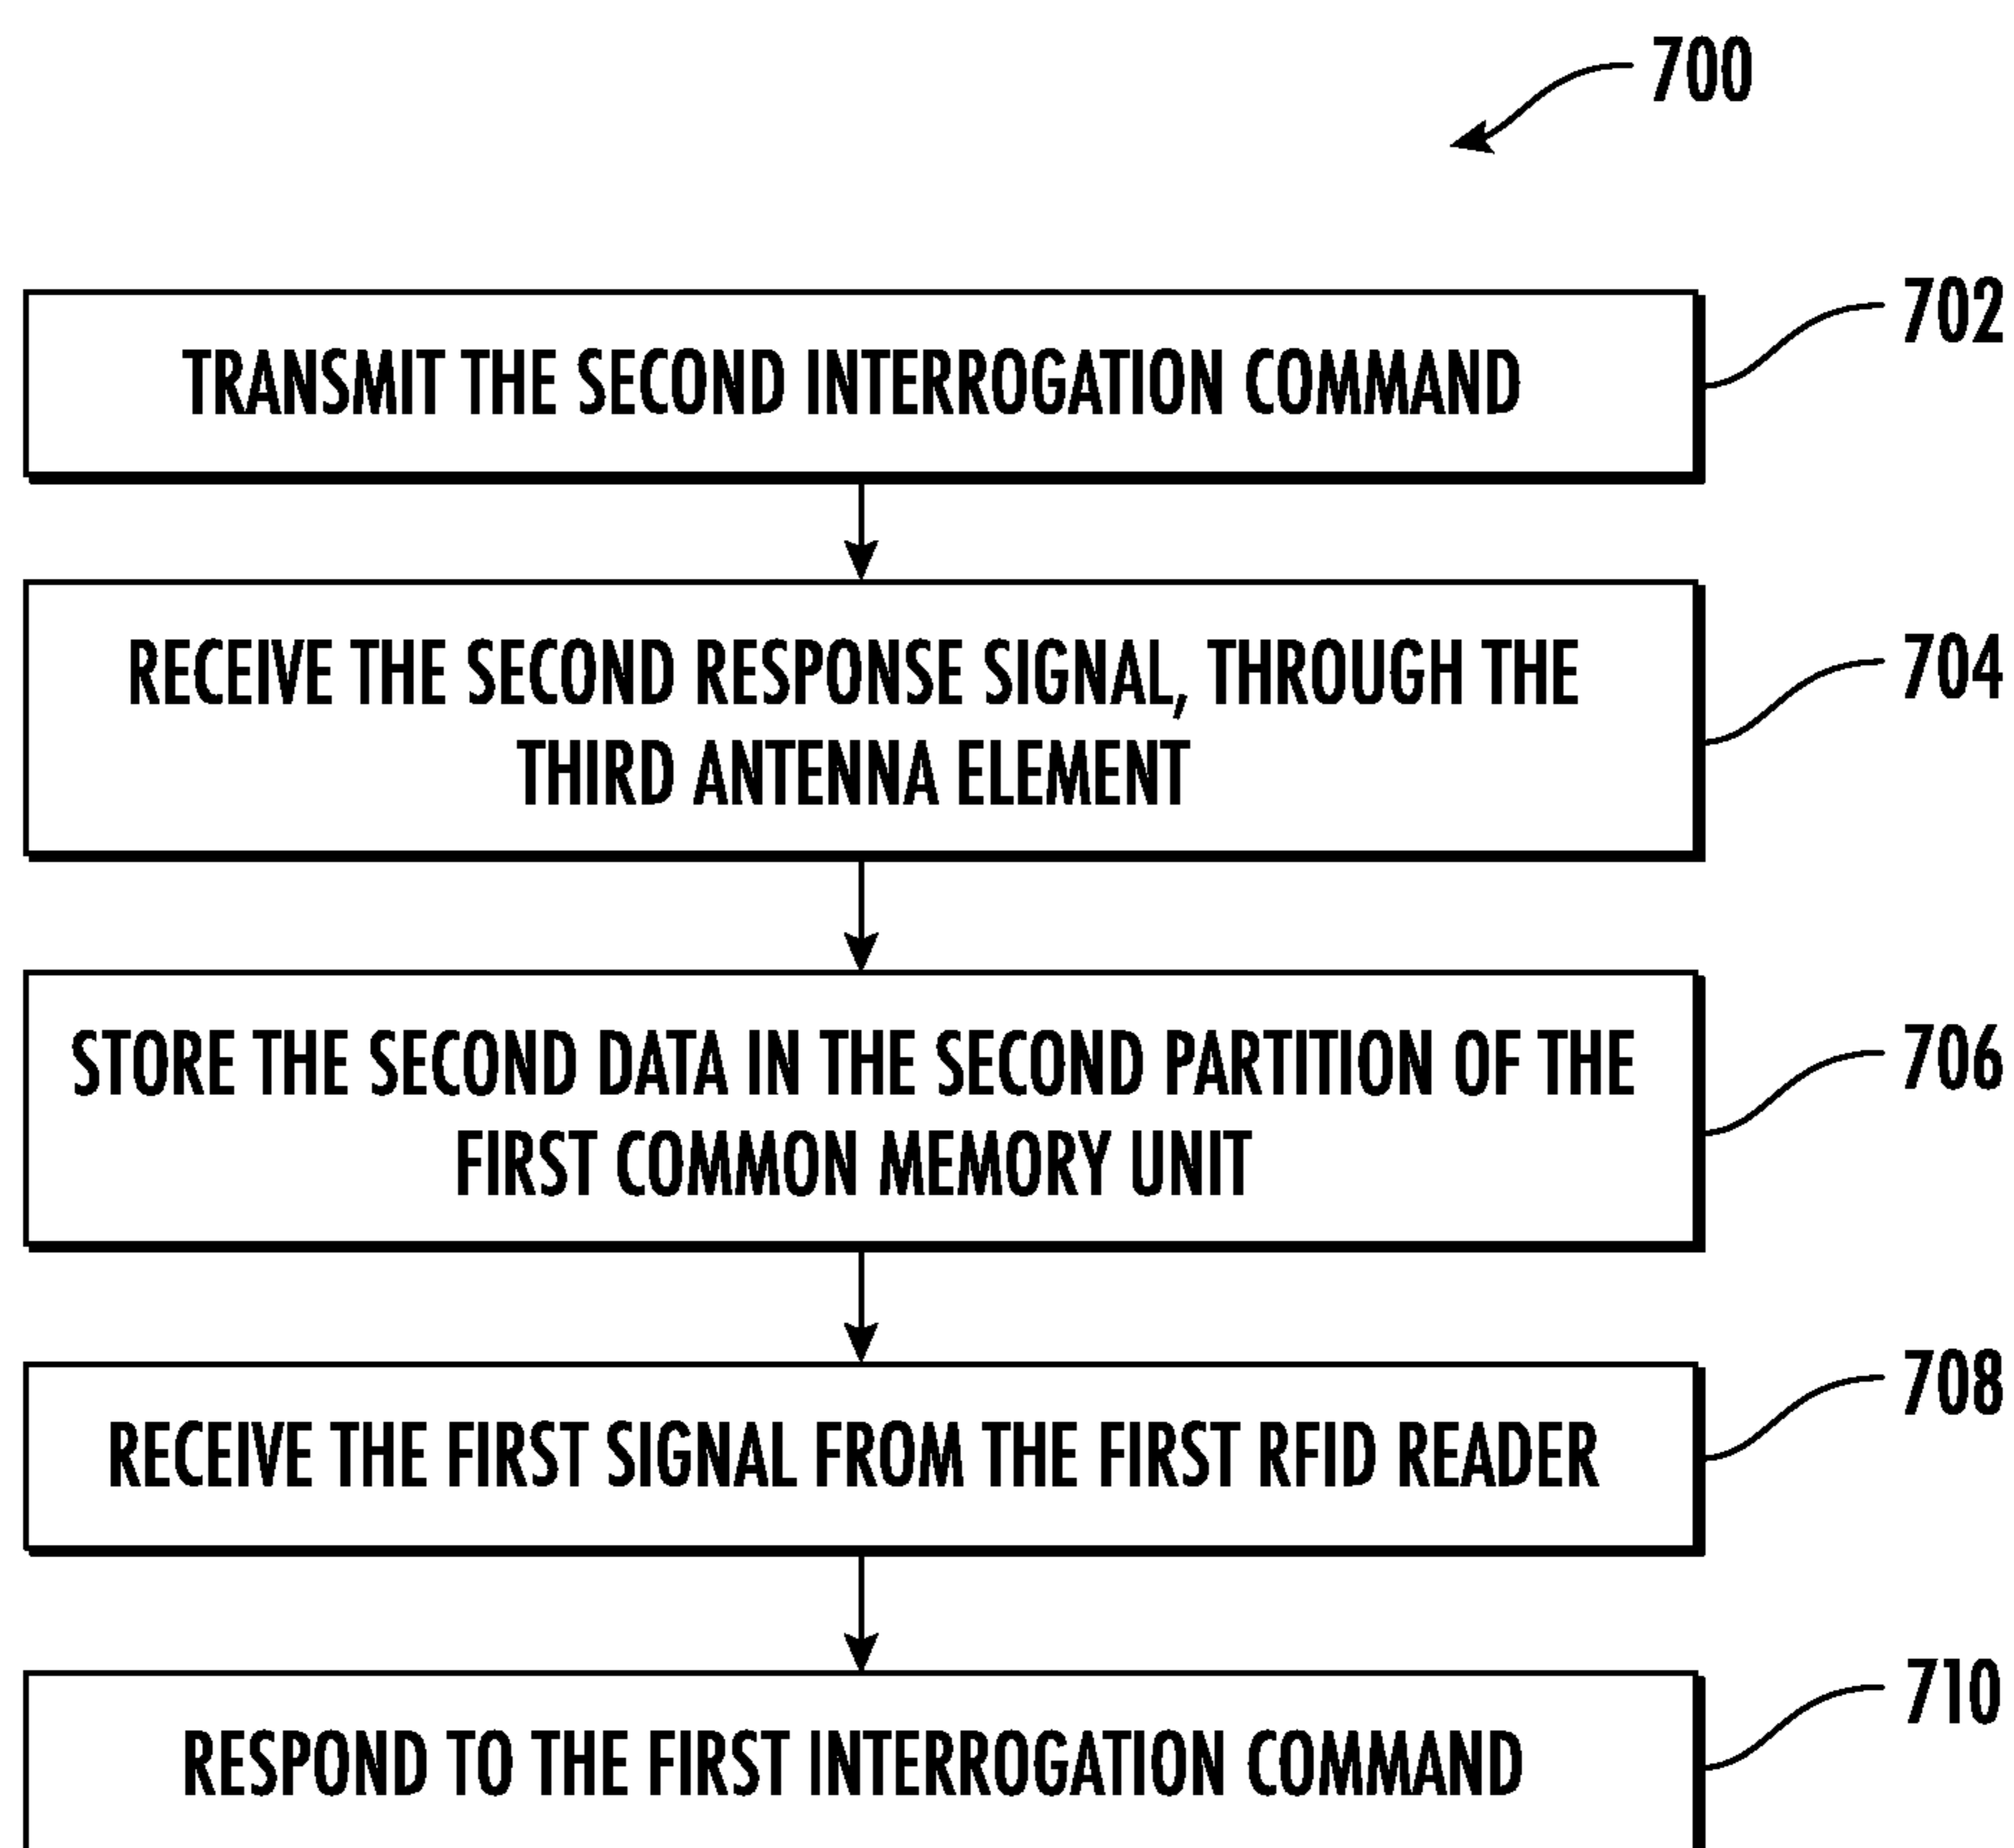 700
702
TRANSMIT THE SECOND INTERROGATION COMMAND
704
RECEIVE THE SECOND RESPONSE SIGNAL, THROUGH THE
THIRD ANTENNA ELEMENT
706
STORE THE SECOND DATA IN THE SECOND PARTITION OF THE
FIRST COMMON MEMORY UNIT
708
RECEIVE THE FIRST SIGNAL FROM THE FIRST RFID READER
710
RESPOND TO THE FIRST INTERROGATION COMMAND